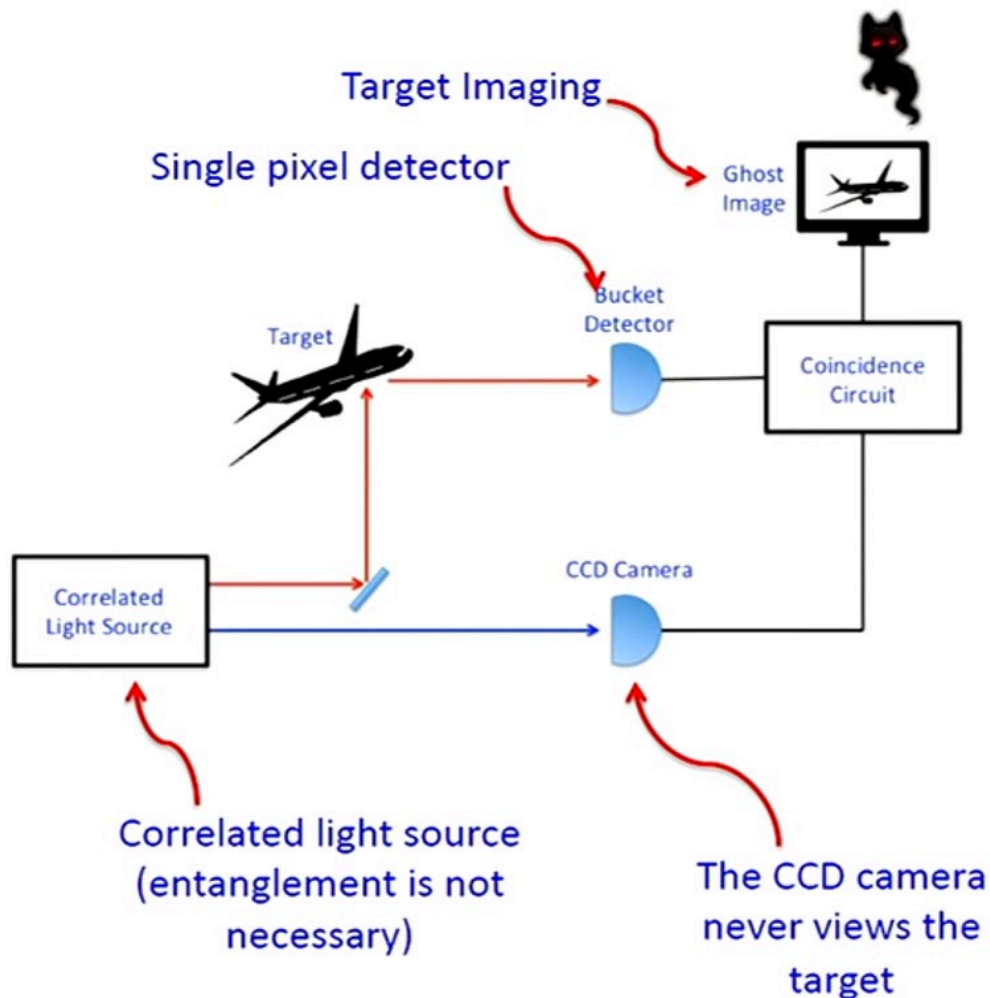 Target Imaging
Single pixel detector
Ghost
Image
Bucket
Detector
Target
Coincidence
Circuit
CCD Camera
Correlated
Light Source
Correlated light source
(entanglement is not
necessary)
The CCD camera
never views the
target